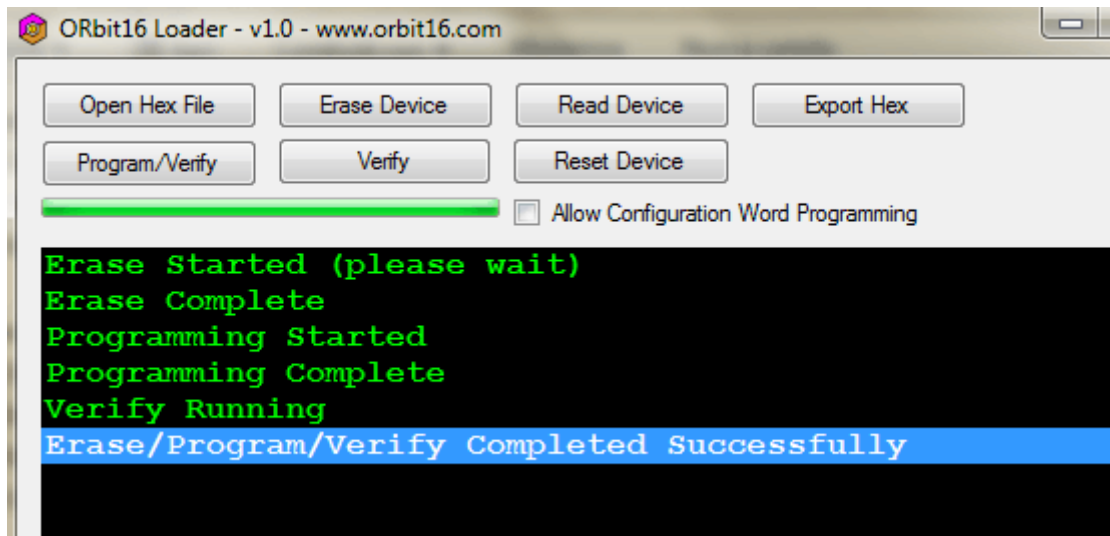 ORbit16 Loader - v1.0 - www.orbit16.com
Open Hex File Erase Device Read Device Export Hex
Program/Verify Verify Reset Device
Allow Configuration Word Programming
Erase Started (please wait)
Erase Complete
Programming Started
Programming Complete
Verify Running
Erase/Program/Verify Completed Successfully